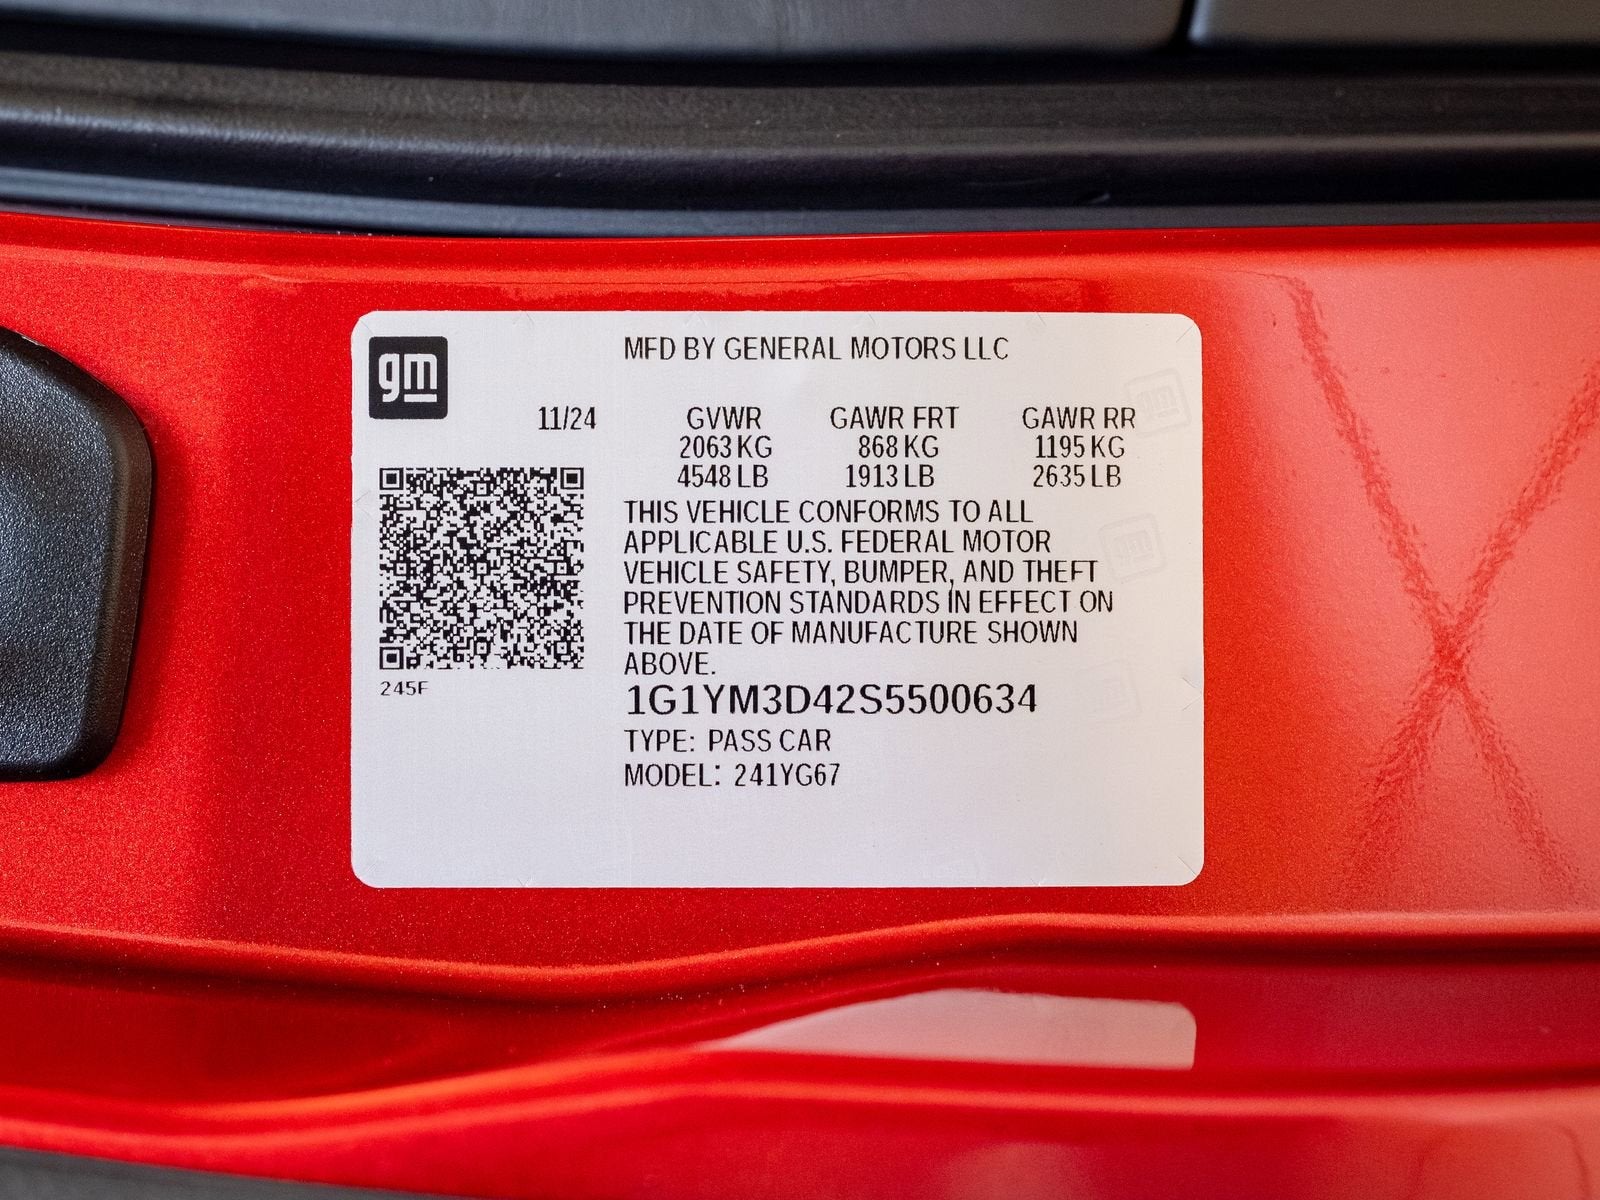 gm
MFD BY GENERAL MOTORS LLC
11/24 GVWR GAWR FRT GAWR RR
2063 KG 868 KG 1195 KG
4548 LB 1913 LB 2635 LB
THIS VEHICLE CONFORMS TO ALL
APPLICABLE U.S. FEDERAL MOTOR
VEHICLE SAFETY, BUMPER, AND THEFT
PREVENTION STANDARDS IN EFFECT ON
THE DATE OF MANUFACTURE SHOWN
ABOVE.
245F
1G1YM3D42S5500634
TYPE: PASS CAR
MODEL: 241YG67